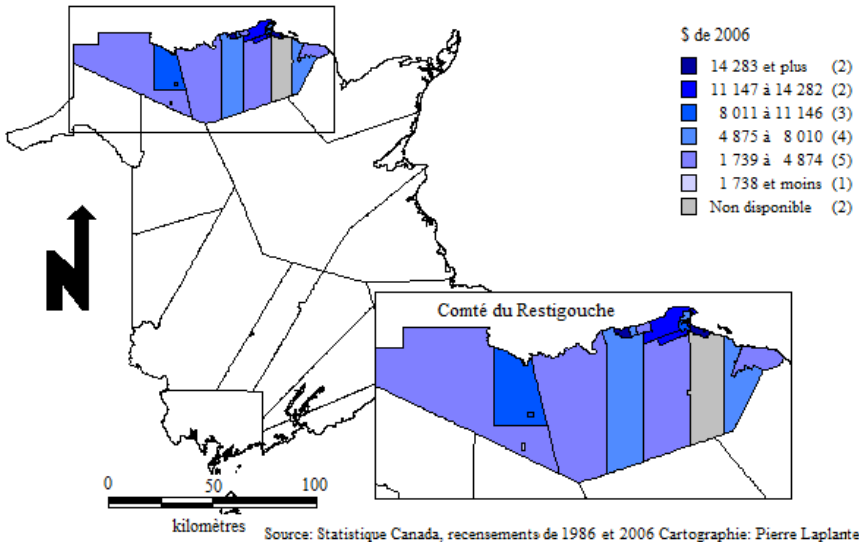 $ de 2006
14 283 et plus (2)
11 147 à 14 282 (2)
8 011 à 11 146 (3)
4 875 à 8 010 (4)
1 739 à 4 874 (5)
1 738 et moins (1)
Non disponible (2)
N
Comté du Restigouche
0 50 100
kilomètres
Source: Statistique Canada, recensements de 1986 et 2006 Cartographie: Pierre Laplante